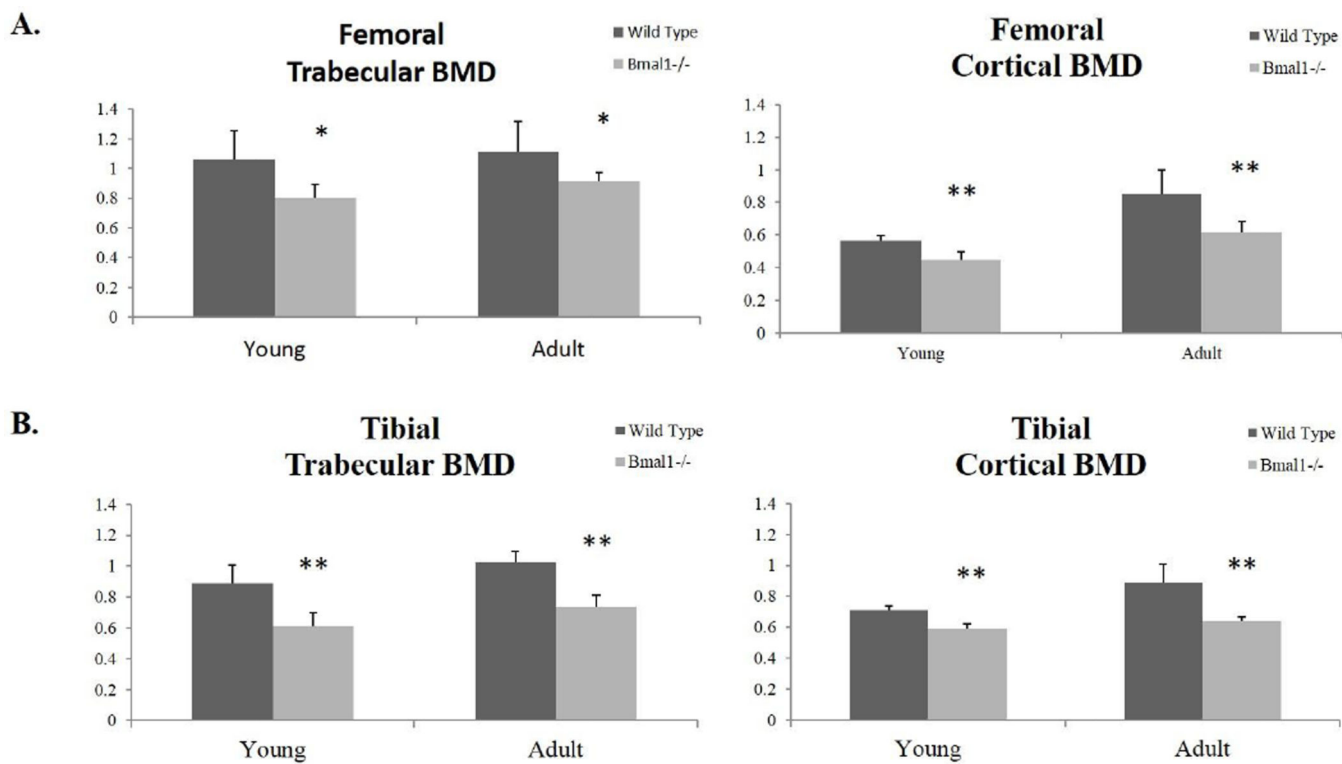 A.
Femoral
Trabecular BMD
Wild Type
Bmal1-/-
1.4
1.2
1
0.8
0.6
0.4
0.2
0
*
*
Young
Adult
Femoral
Cortical BMD
Wild Type
Bmal1-/-
1.4
1.2
1
0.8
0.6
0.4
0.2
0
**
**
Young
Adult
B.
Tibial
Trabecular BMD
Wild Type
Bmal1-/-
1.4
1.2
1
0.8
0.6
0.4
0.2
0
**
**
Young
Adult
Tibial
Cortical BMD
Wild Type
Bmal1-/-
1.4
1.2
1
0.8
0.6
0.4
0.2
0
**
**
Young
Adult